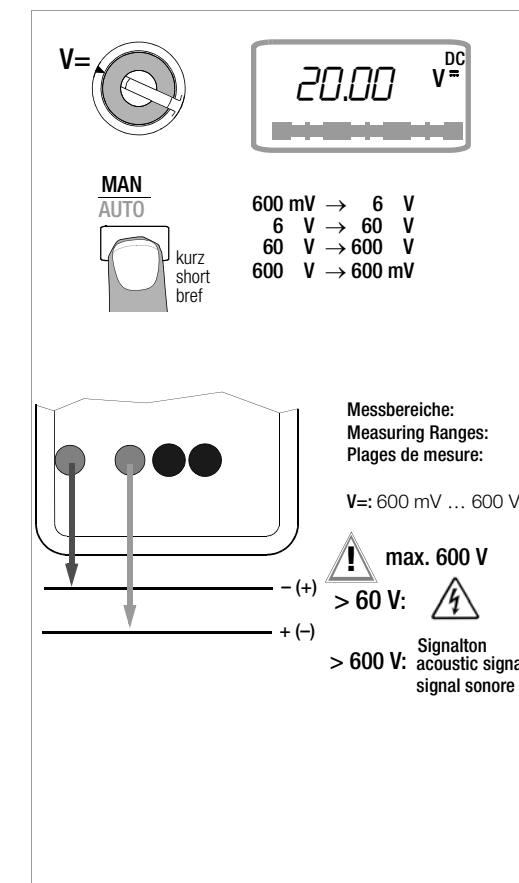 V=
20.00 DC V
MAN
AUTO
kurz
short
bref
600 mV → 6 V
6 V → 60 V
60 V → 600 V
600 V → 600 mV
Messbereiche:
Measuring Ranges:
Plages de mesure:
V=: 600 mV … 600 V
! max. 600 V
– (+)
> 60 V:
+ (–)
Signalton
> 600 V: acoustic signa
signal sonore